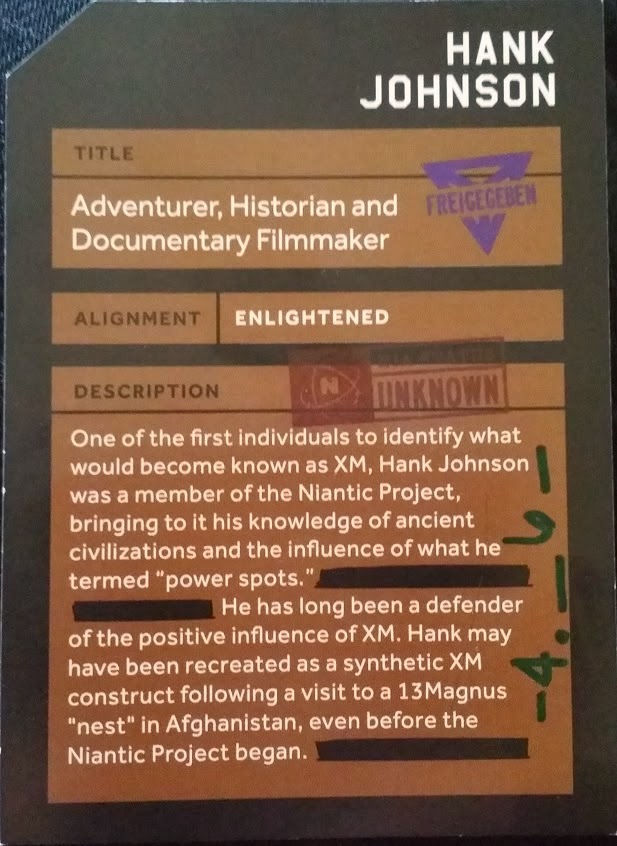 HANK
JOHNSON
TITLE
Adventurer, Historian and
Documentary Filmmaker
FREIGEGEBEN
ALIGNMENT
ENLIGHTENED
DESCRIPTION
N
UNKNOWN
One of the first individuals to identify what
would become known as XM, Hank Johnson
was a member of the Niantic Project,
bringing to it his knowledge of ancient
civilizations and the influence of what he
termed "power spots."
He has long been a defender
of the positive influence of XM. Hank may
have been recreated as a synthetic XM
construct following a visit to a 13Magnus
"nest" in Afghanistan, even before the
Niantic Project began.